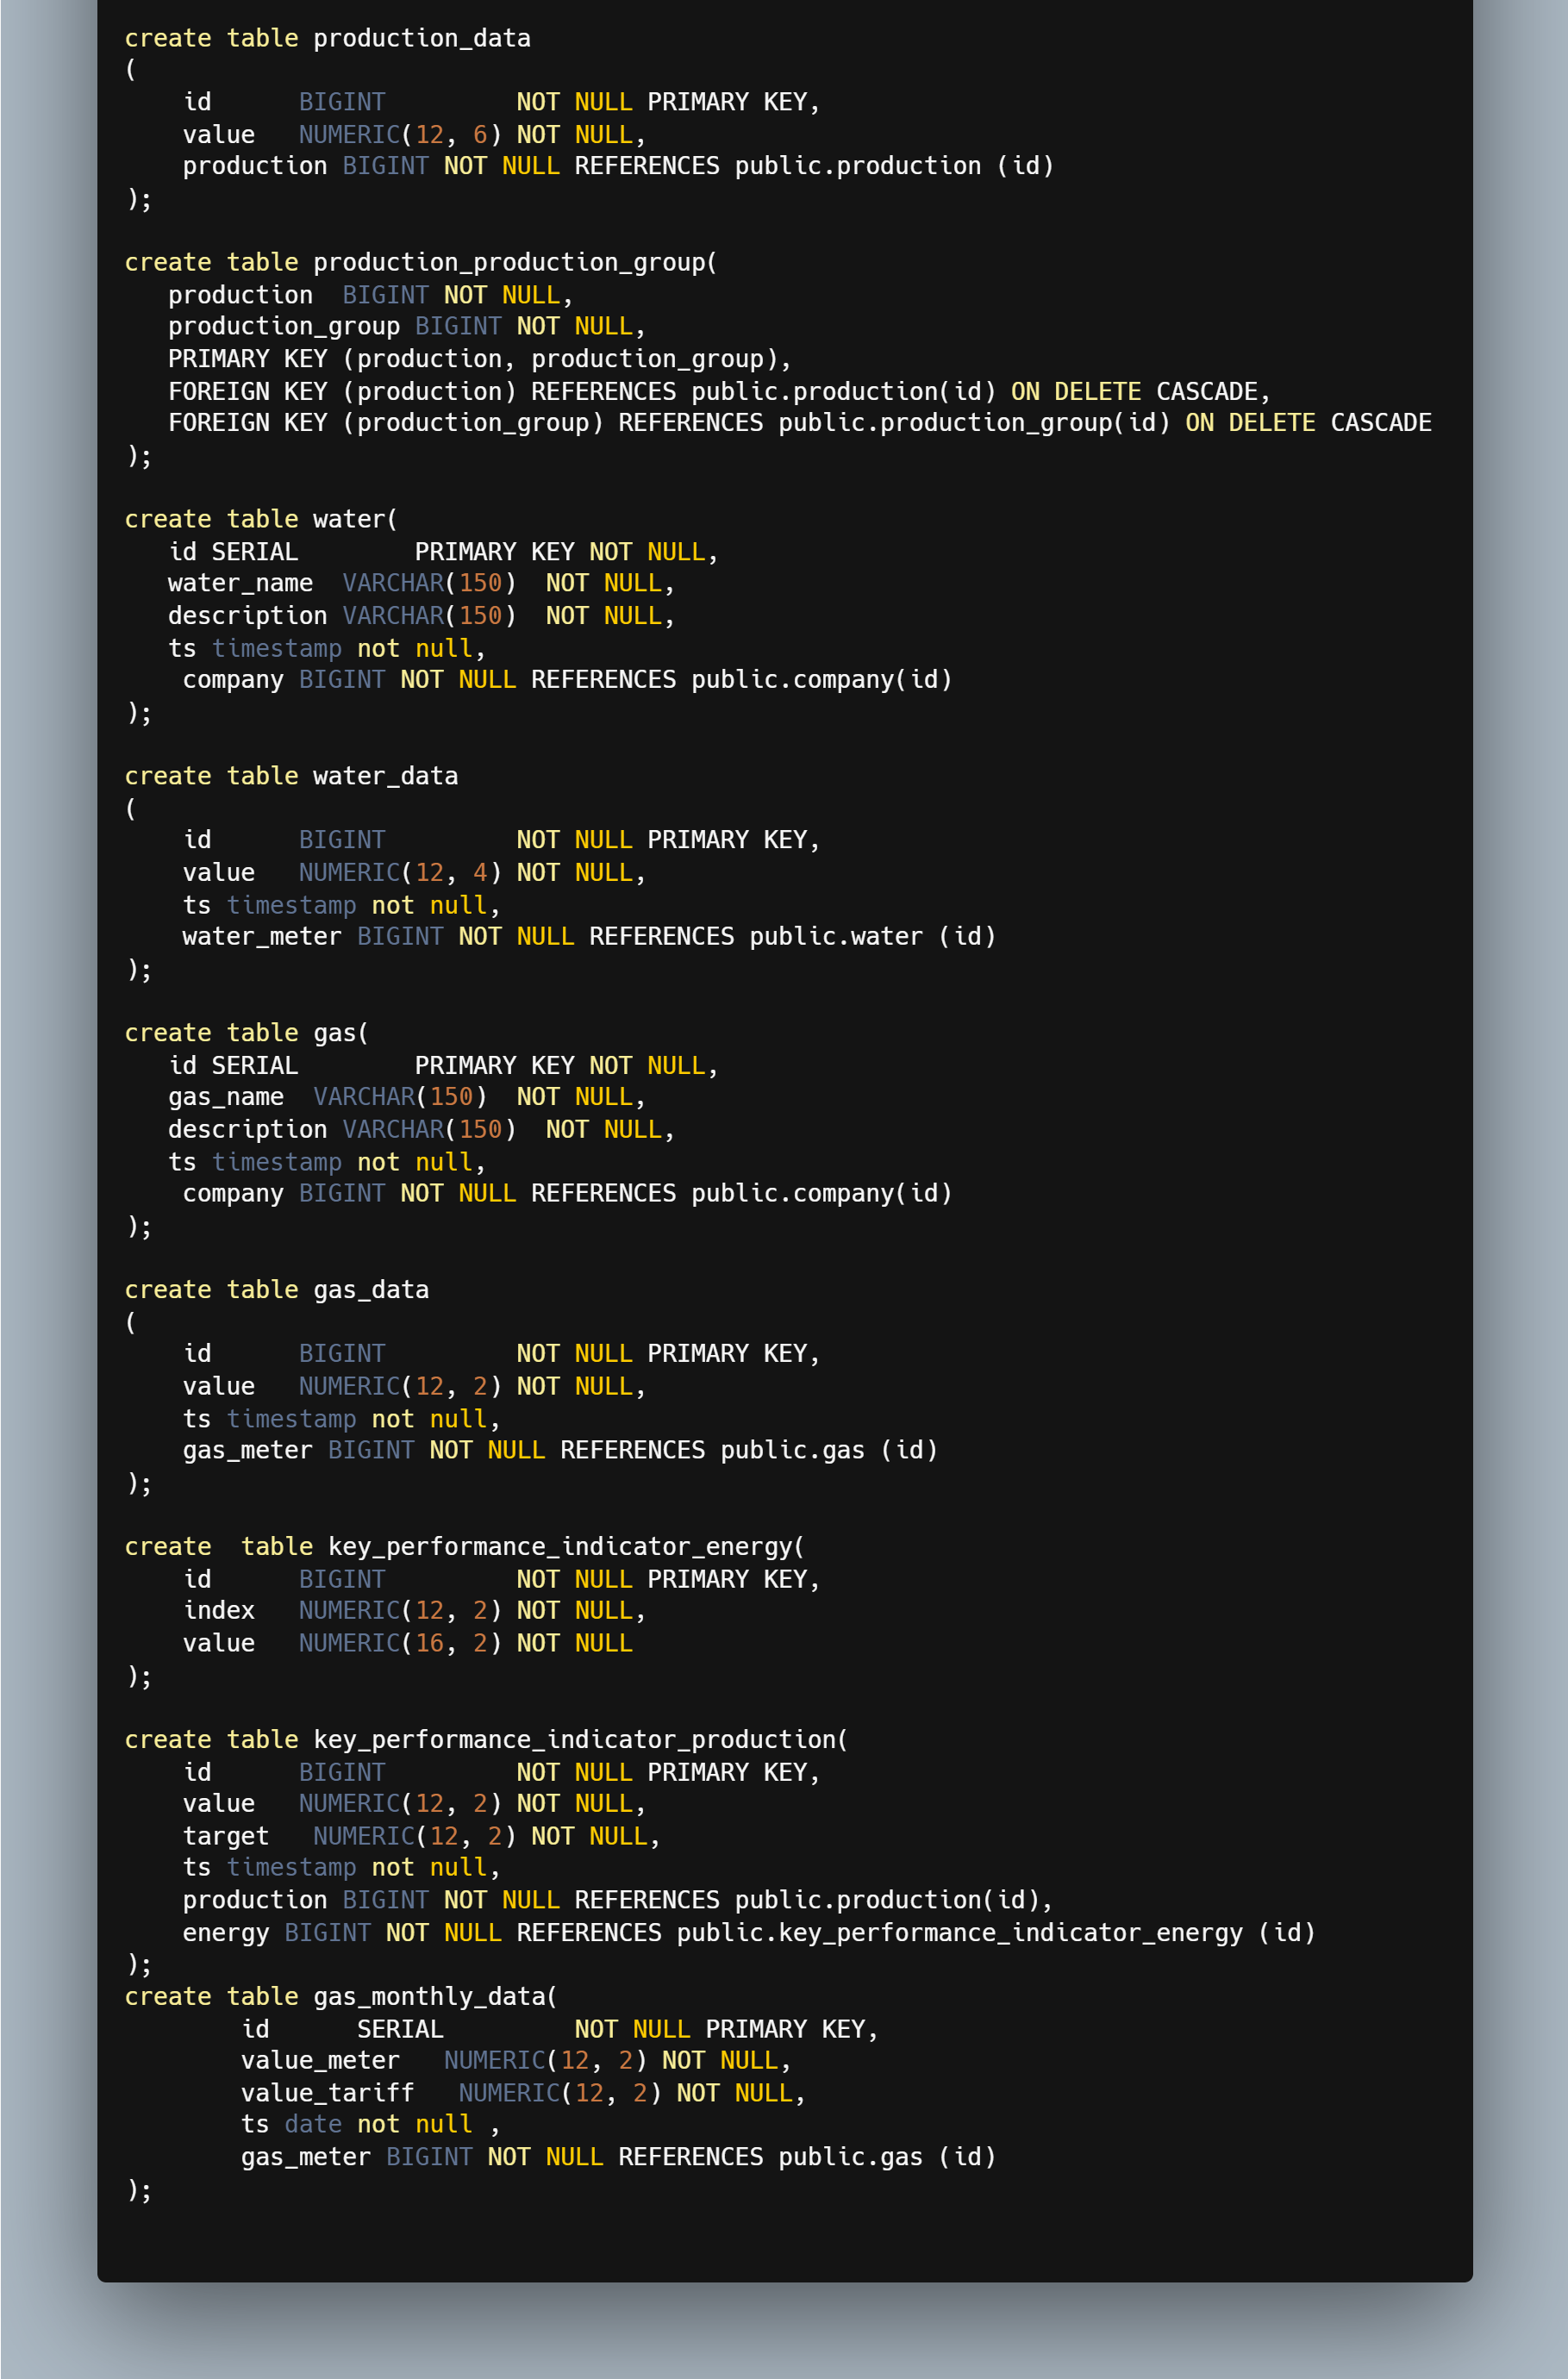 create table production_data
(
    id      BIGINT         NOT NULL PRIMARY KEY,
    value   NUMERIC(12, 6) NOT NULL,
    production BIGINT NOT NULL REFERENCES public.production (id)
);

create table production_production_group(
   production  BIGINT NOT NULL,
   production_group BIGINT NOT NULL,
   PRIMARY KEY (production, production_group),
   FOREIGN KEY (production) REFERENCES public.production(id) ON DELETE CASCADE,
   FOREIGN KEY (production_group) REFERENCES public.production_group(id) ON DELETE CASCADE
);

create table water(
   id SERIAL        PRIMARY KEY NOT NULL,
   water_name  VARCHAR(150)  NOT NULL,
   description VARCHAR(150)  NOT NULL,
   ts timestamp not null,
    company BIGINT NOT NULL REFERENCES public.company(id)
);

create table water_data
(
    id      BIGINT         NOT NULL PRIMARY KEY,
    value   NUMERIC(12, 4) NOT NULL,
    ts timestamp not null,
    water_meter BIGINT NOT NULL REFERENCES public.water (id)
);

create table gas(
   id SERIAL        PRIMARY KEY NOT NULL,
   gas_name  VARCHAR(150)  NOT NULL,
   description VARCHAR(150)  NOT NULL,
   ts timestamp not null,
    company BIGINT NOT NULL REFERENCES public.company(id)
);

create table gas_data
(
    id      BIGINT         NOT NULL PRIMARY KEY,
    value   NUMERIC(12, 2) NOT NULL,
    ts timestamp not null,
    gas_meter BIGINT NOT NULL REFERENCES public.gas (id)
);

create  table key_performance_indicator_energy(
    id      BIGINT         NOT NULL PRIMARY KEY,
    index   NUMERIC(12, 2) NOT NULL,
    value   NUMERIC(16, 2) NOT NULL
);

create table key_performance_indicator_production(
    id      BIGINT         NOT NULL PRIMARY KEY,
    value   NUMERIC(12, 2) NOT NULL,
    target   NUMERIC(12, 2) NOT NULL,
    ts timestamp not null,
    production BIGINT NOT NULL REFERENCES public.production(id),
    energy BIGINT NOT NULL REFERENCES public.key_performance_indicator_energy (id)
);
create table gas_monthly_data(
        id      SERIAL         NOT NULL PRIMARY KEY,
        value_meter   NUMERIC(12, 2) NOT NULL,
        value_tariff   NUMERIC(12, 2) NOT NULL,
        ts date not null ,
        gas_meter BIGINT NOT NULL REFERENCES public.gas (id)
);